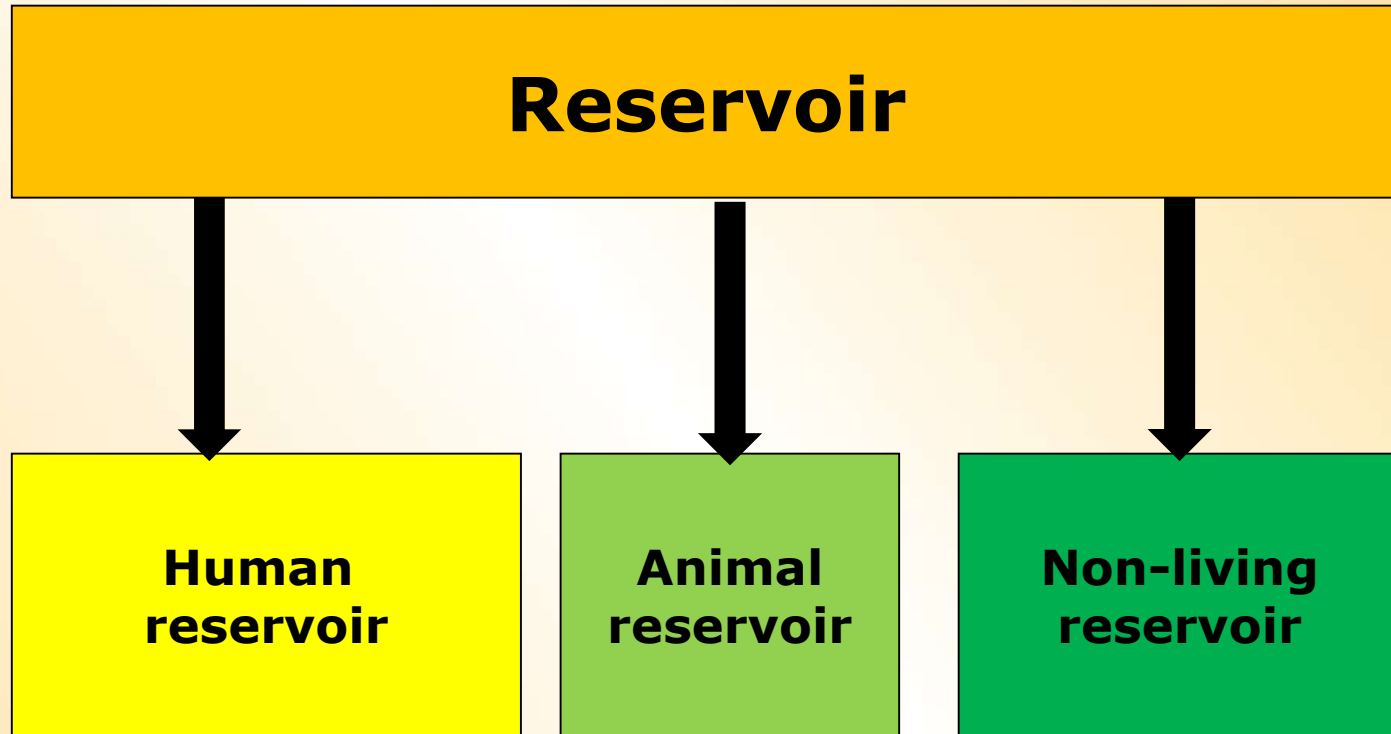 Reservoir
Human
reservoir
Animal
reservoir
Non-living
reservoir